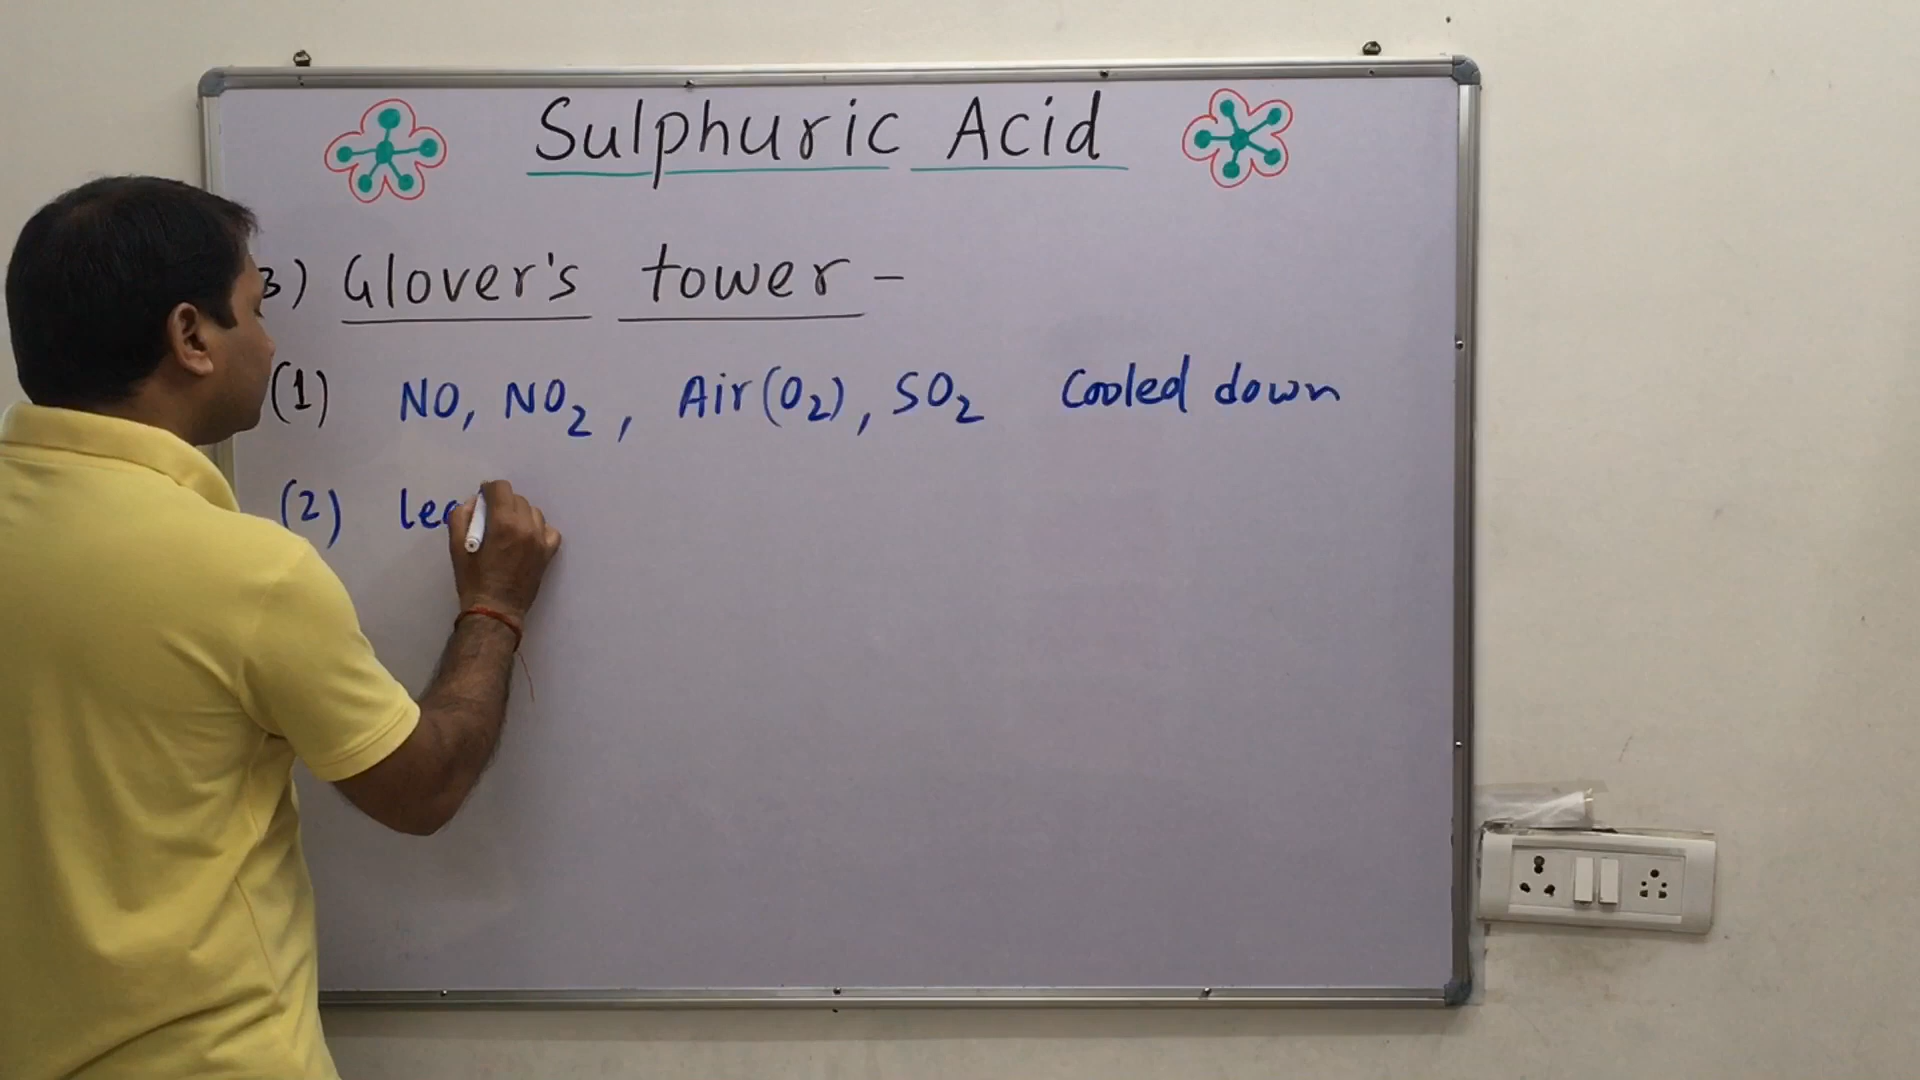 Sulphuric Acid
3) Glover's tower -
(1) NO, NO₂, Air(O₂), SO₂ Cooled down
(2)